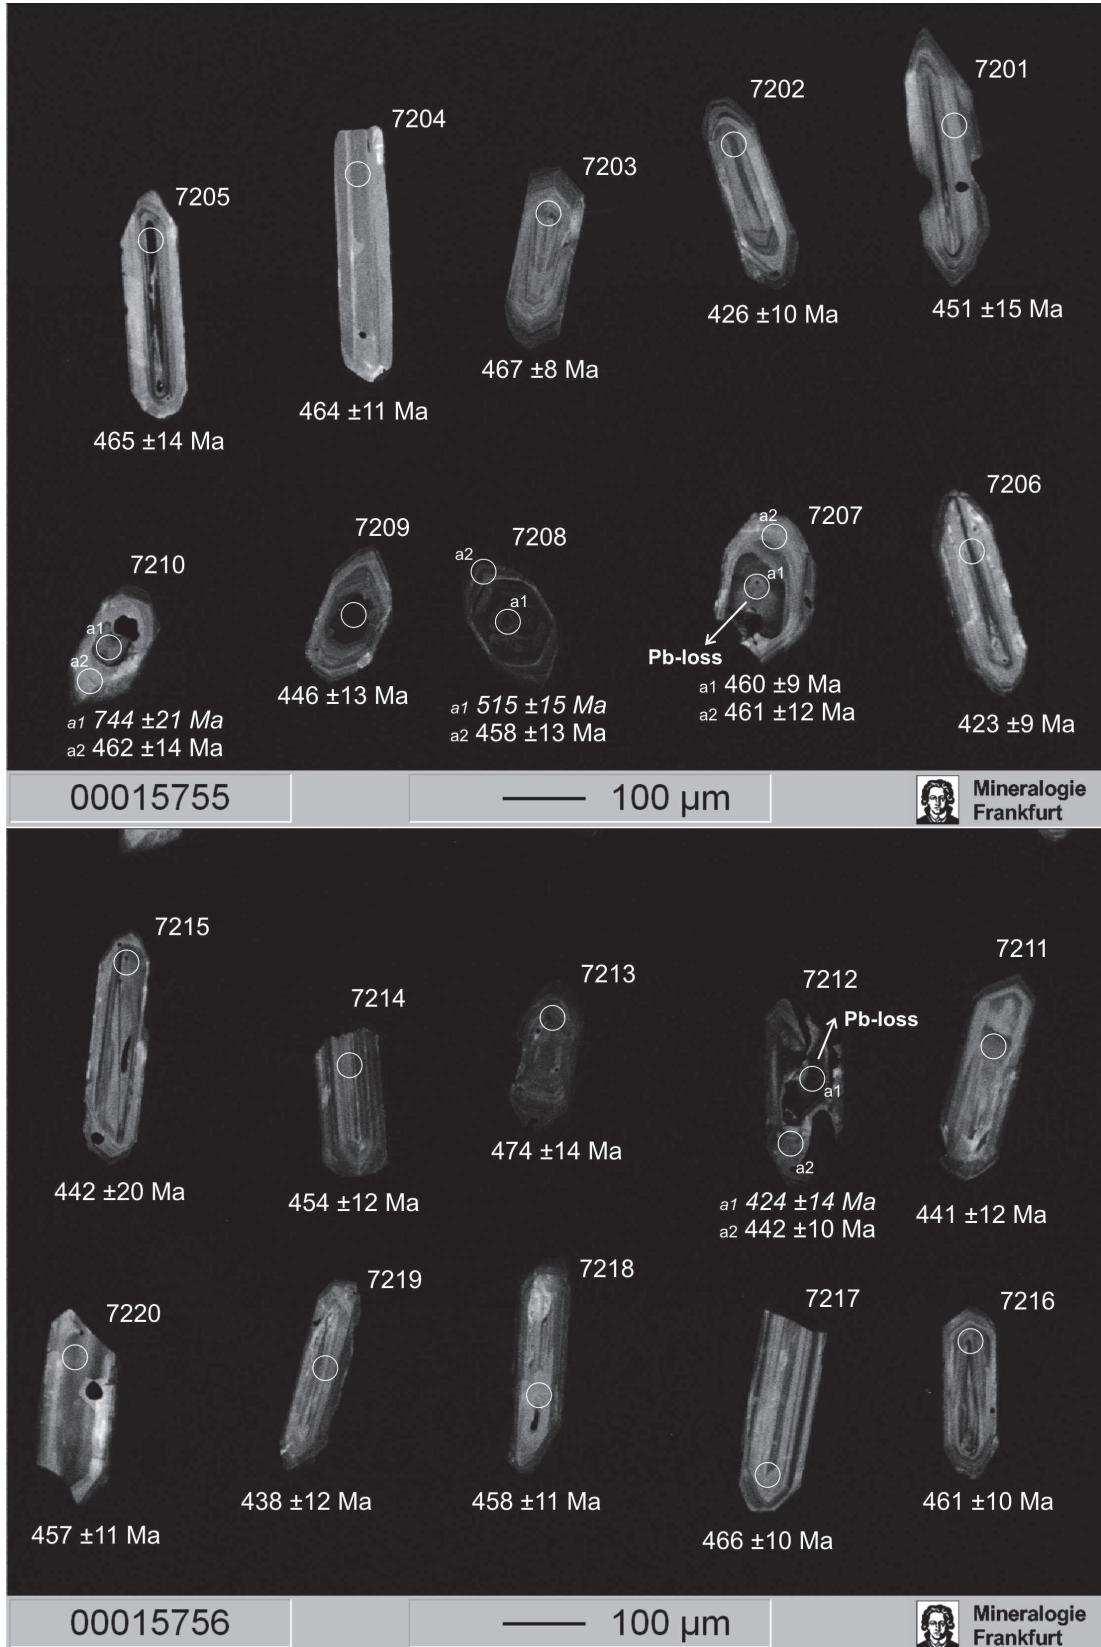 7201
7202
7204
7203
7205
451 ±15 Ma
426 ±10 Ma
467 ±8 Ma
464 ±11 Ma
465 ±14 Ma
7206
7207
a2
a1
Pb-loss
a1 460 ±9 Ma
a2 461 ±12 Ma
423 ±9 Ma
7208
a2
a1
a1 515 ±15 Ma
a2 458 ±13 Ma
7209
446 ±13 Ma
7210
a1
a2
a1 744 ±21 Ma
a2 462 ±14 Ma
00015755
100 µm
Mineralogie
Frankfurt
7215
7211
7213
7212
7214
Pb-loss
a1
a2
442 ±20 Ma
454 ±12 Ma
474 ±14 Ma
a1 424 ±14 Ma
a2 442 ±10 Ma
441 ±12 Ma
7220
7219
7218
7217
7216
457 ±11 Ma
438 ±12 Ma
458 ±11 Ma
466 ±10 Ma
461 ±10 Ma
00015756
100 µm
Mineralogie
Frankfurt